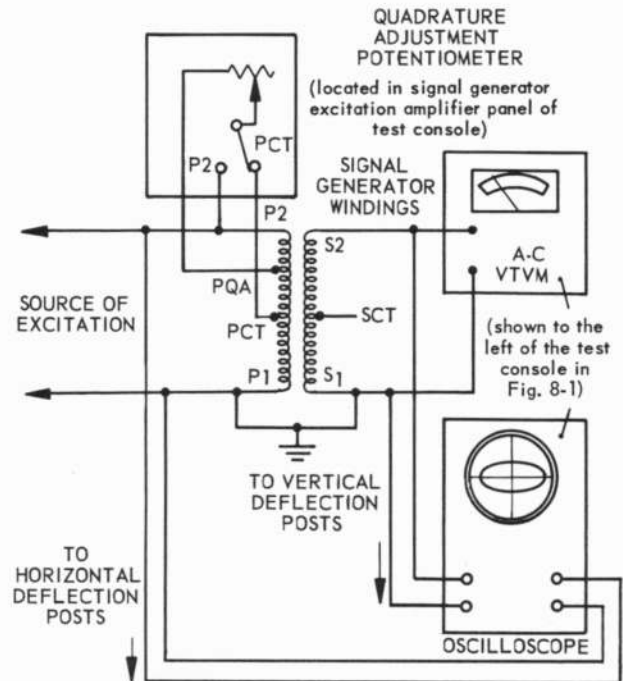 QUADRATURE
ADJUSTMENT
POTENTIOMETER
(located in signal generator
excitation amplifier panel of
test console)
PCT
P2
P2
SIGNAL
GENERATOR
WINDINGS
S2
A-C
VTVM
PQA
SCT
SOURCE OF
EXCITATION
PCT
(shown to the
left of the test
console in
Fig. 8-1)
P1
S1
TO VERTICAL
DEFLECTION
POSTS
TO
HORIZONTAL
DEFLECTION
POSTS
OSCILLOSCOPE